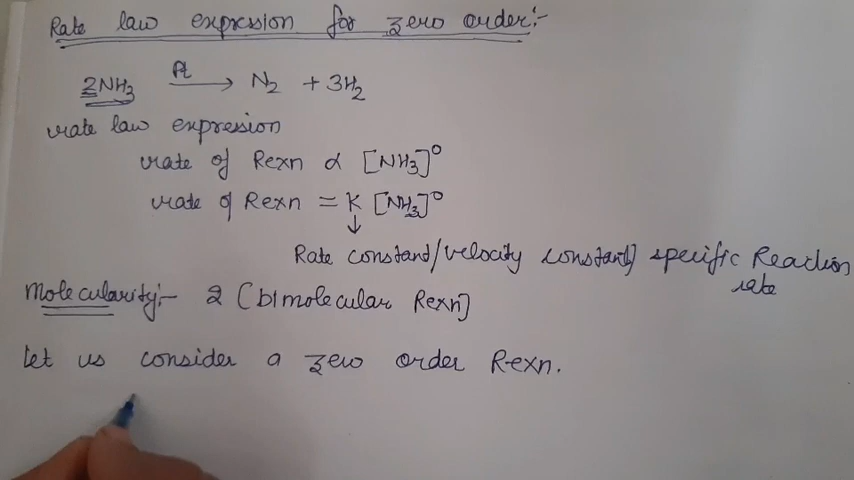 Rate law expression for zero order:-
2NH3 Pt → N2 + 3H2
rate law expression
rate of Rexn α [NH3]⁰
rate of Rexn = K [NH3]⁰
↓
Rate constant/velocity constant/ specific Reaction
rate
Molecularity:- 2 (bimolecular Rexn)
let us consider a zero order Rexn.